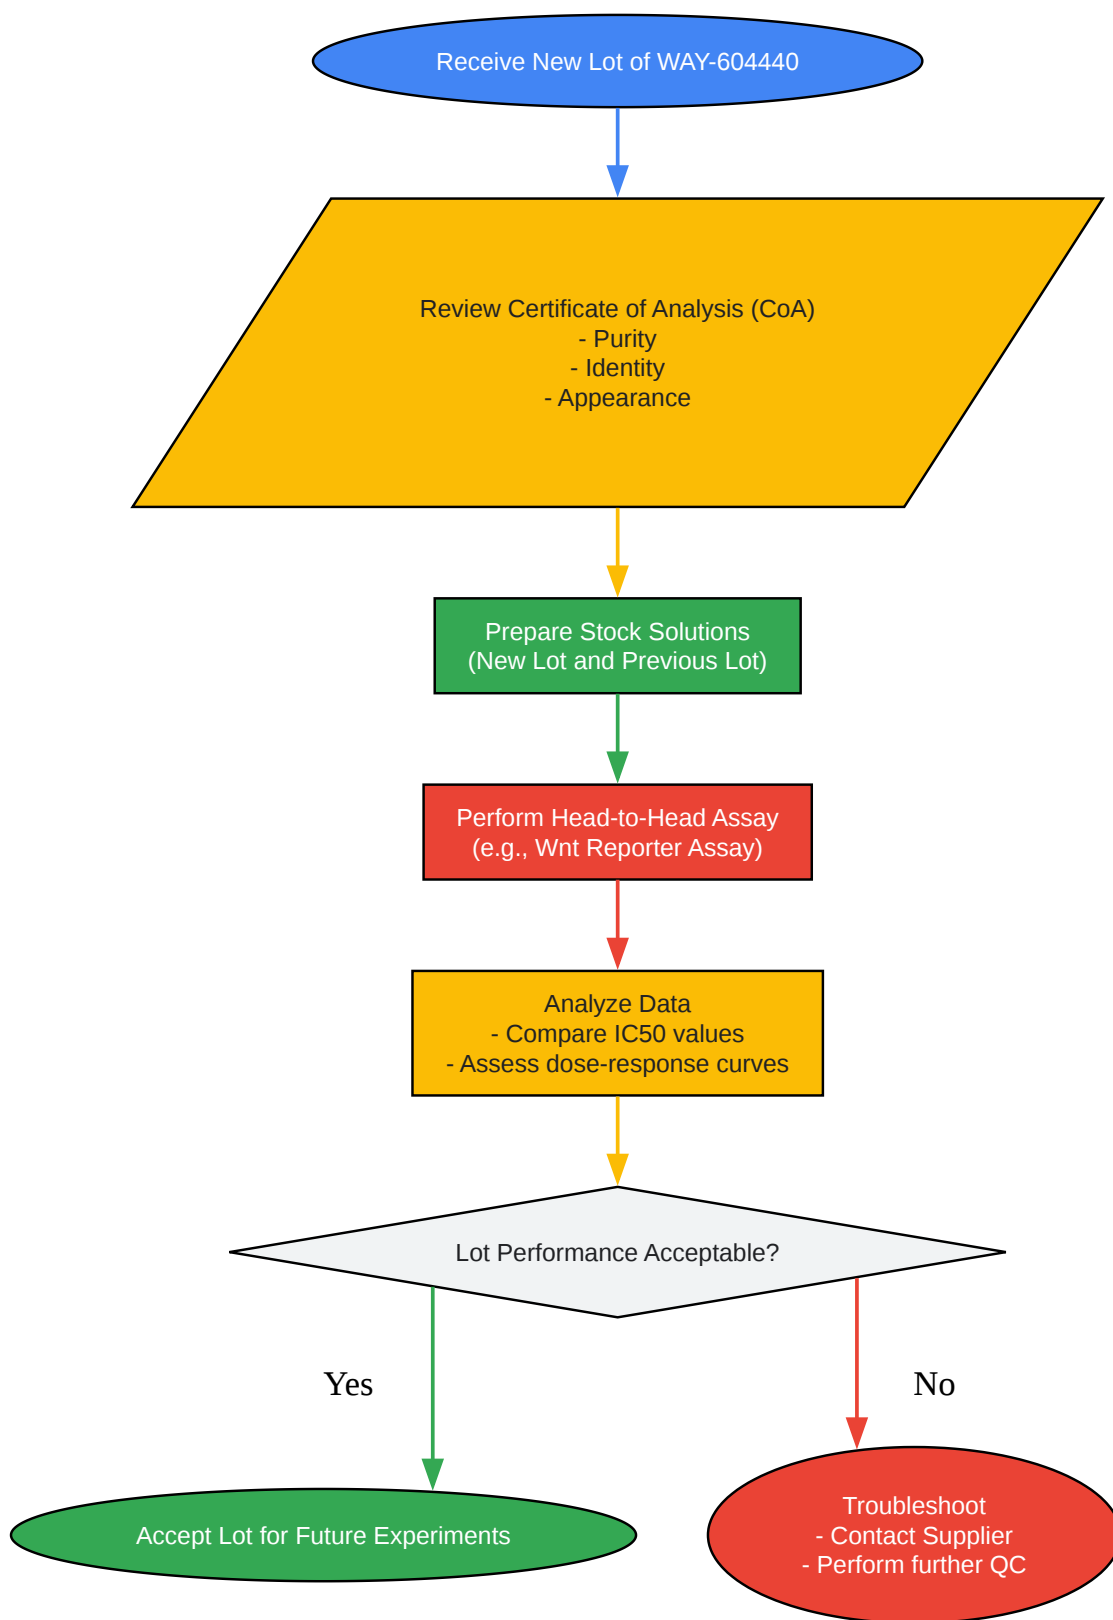 Receive New Lot of WAY-604440
Review Certificate of Analysis (CoA)
- Purity
- Identity
- Appearance
Prepare Stock Solutions
(New Lot and Previous Lot)
Perform Head-to-Head Assay
(e.g., Wnt Reporter Assay)
Analyze Data
- Compare IC50 values
- Assess dose-response curves
Lot Performance Acceptable?
Yes
No
Accept Lot for Future Experiments
Troubleshoot
- Contact Supplier
- Perform further QC